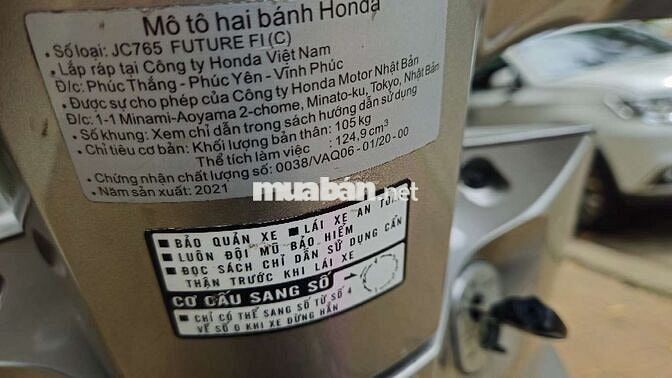 Mô tô hai bánh Honda
. Số loại: JC765 FUTURE FI(C)
. Lắp ráp tại Công ty Honda Việt Nam
Đ/c: Phúc Thắng - Phúc Yên - Vĩnh Phúc
. Được sự cho phép của Công ty Honda Motor Nhật Bản
Đ/c: 1-1 Minami-Aoyama 2-chome, Minato-ku, Tokyo, Nhật Bản
. Số khung: Xem chỉ dẫn trong sách hướng dẫn sử dụng
. Chỉ tiêu cơ bản: Khối lượng bản thân: 105 kg
Thể tích làm việc : 124,9 cm³
. Chứng nhận chất lượng số: 0038/VAQ06 - 01/20 - 00
. Năm sản xuất: 2021
muaban.net
■ BẢO QUẢN XE ■ LÁI XE AN
■ LUÔN ĐỘI MŨ BẢO HIỂM
■ ĐỌC SÁCH CHỈ DẪN SỬ DỤNG CẨN
THẬN TRƯỚC KHI LÁI XE
CƠ CẤU SANG SỐ
■ CHỈ CÓ THỂ SANG SỐ TỪ SỐ 4
VỀ SỐ 0 KHI XE DỪNG HẲN